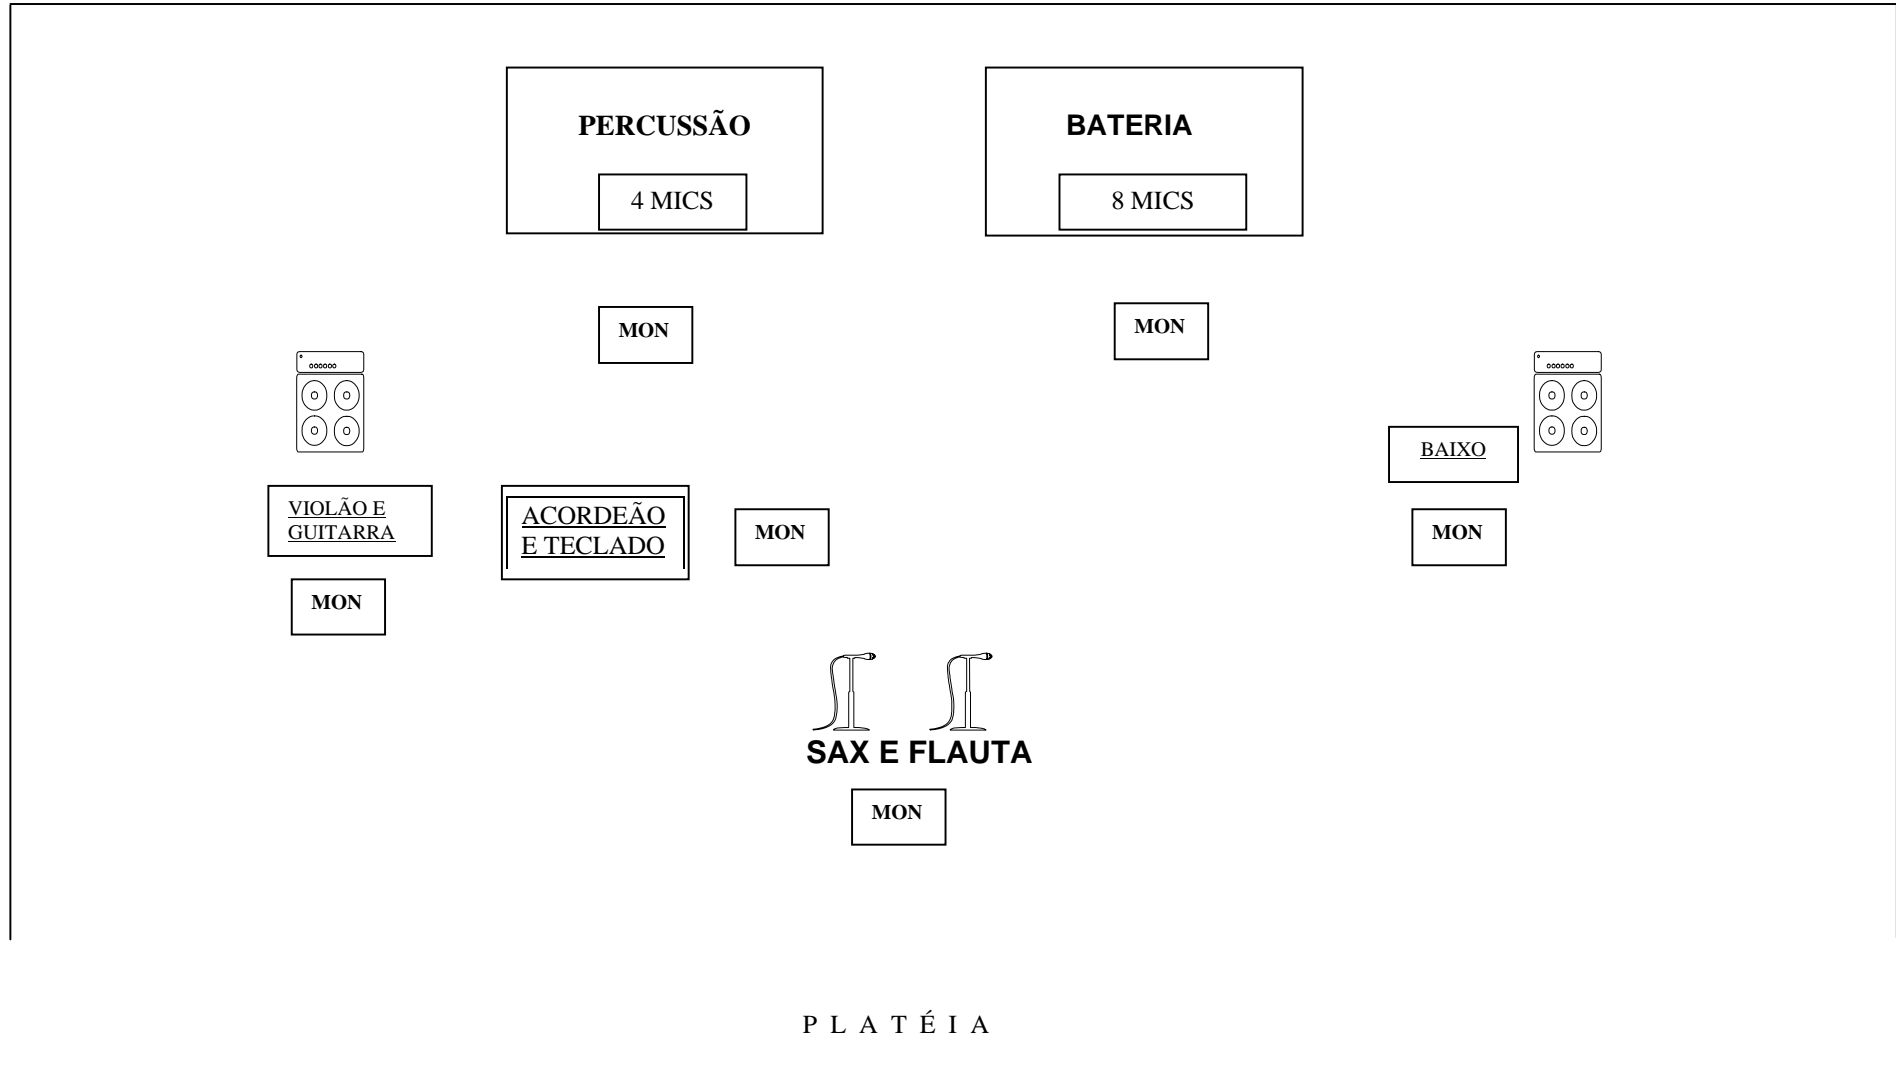 PERCUSSÃO
4 MICS
BATERIA
8 MICS
MON
MON
BAIXO
VIOLÃO E
GUITARRA
ACORDEÃO
E TECLADO
MON
MON
MON
SAX E FLAUTA
MON
PLATÉIA